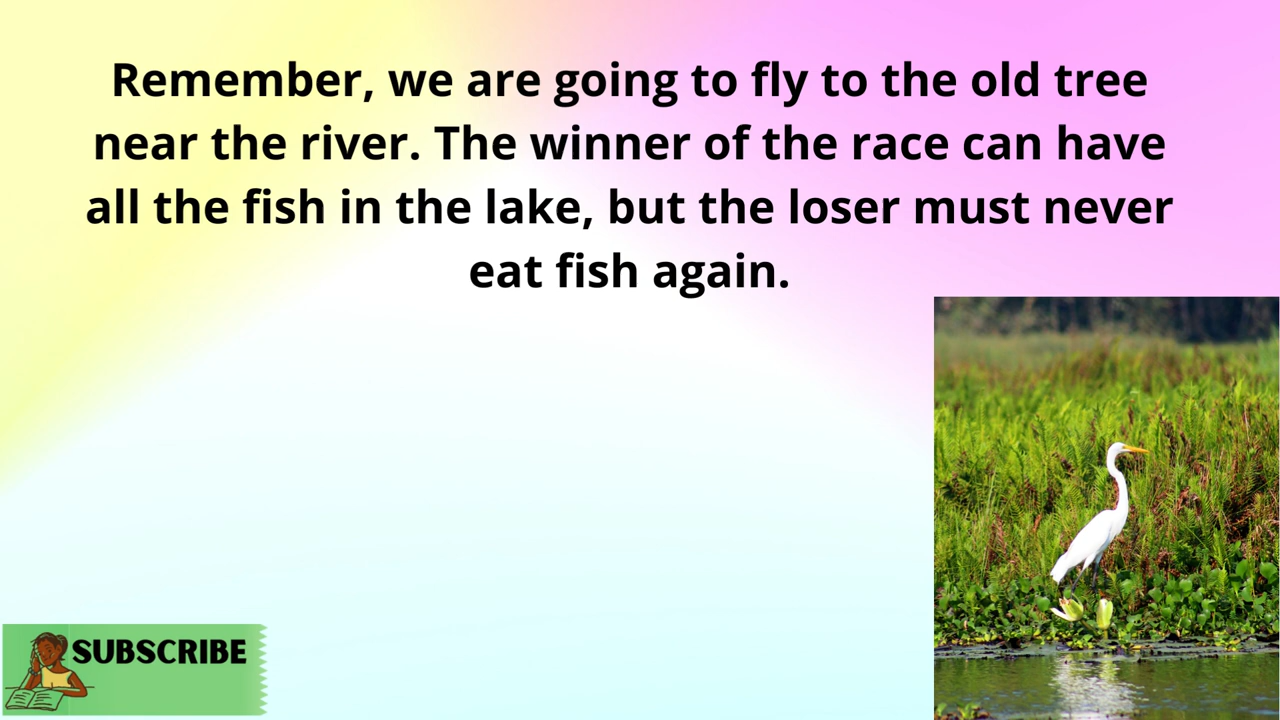 Remember, we are going to fly to the old tree
near the river. The winner of the race can have
all the fish in the lake, but the loser must never
eat fish again.
SUBSCRIBE